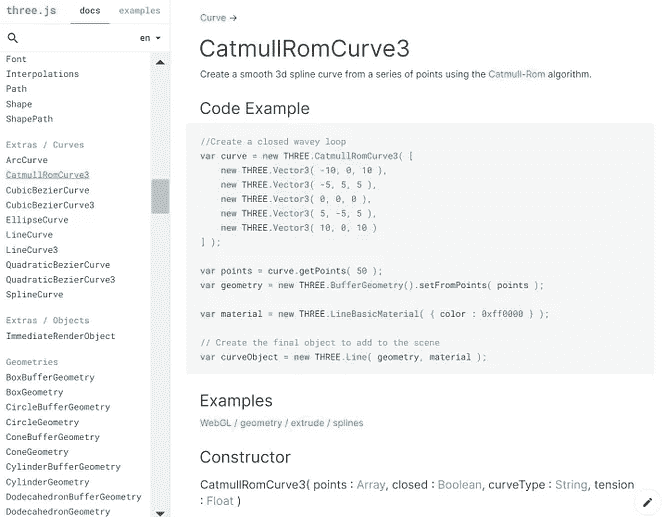 three.js docs examples
en
Font
Interpolations
Path
Shape
ShapePath
Extras / Curves
ArcCurve
CatmullRomCurve3
CubicBezierCurve
CubicBezierCurve3
EllipseCurve
LineCurve
LineCurve3
QuadraticBezierCurve
QuadraticBezierCurve3
SplineCurve
Extras / Objects
ImmediateRenderObject
Geometries
BoxBufferGeometry
BoxGeometry
CircleBufferGeometry
CircleGeometry
ConeBufferGeometry
ConeGeometry
CylinderBufferGeometry
CylinderGeometry
DodecahedronBufferGeometry
DodecahedronGeometry
Curve →
CatmullRomCurve3
Create a smooth 3d spline curve from a series of points using the Catmull-Rom algorithm.
Code Example
//Create a closed wavey loop
var curve = new THREE.CatmullRomCurve3( [
new THREE.Vector3( -10, 0, 10 ),
new THREE.Vector3( -5, 5, 5 ),
new THREE.Vector3( 0, 0, 0 ),
new THREE.Vector3( 5, -5, 5 ),
new THREE.Vector3( 10, 0, 10 )
] );
var points = curve.getPoints( 50 );
var geometry = new THREE.BufferGeometry().setFromPoints( points );
var material = new THREE.LineBasicMaterial( { color : 0xff0000 } );
// Create the final object to add to the scene
var curveObject = new THREE.Line( geometry, material );
Examples
WebGL / geometry / extrude / splines
Constructor
CatmullRomCurve3( points : Array, closed : Boolean, curveType : String, tension
: Float )